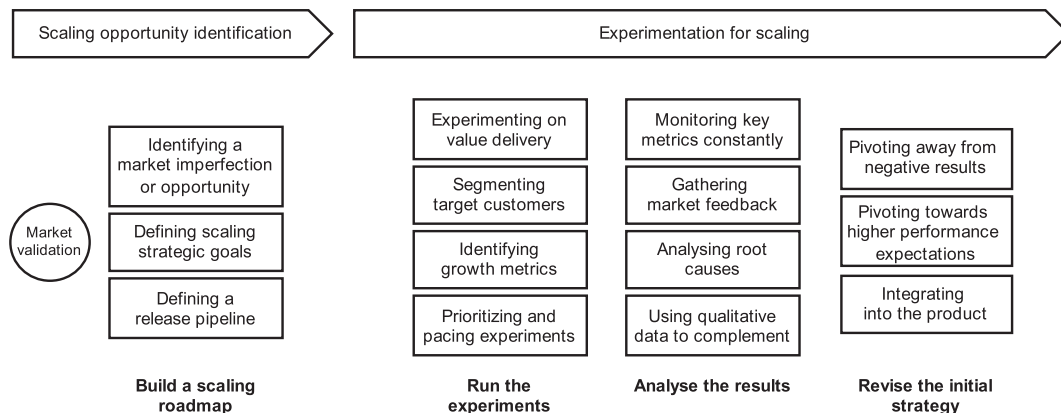 Scaling opportunity identification
Experimentation for scaling
Market
validation
Identifying a
market imperfection
or opportunity
Defining scaling
strategic goals
Defining a
release pipeline
Build a scaling
roadmap
Experimenting on
value delivery
Segmenting
target customers
Identifying
growth metrics
Prioritizing and
pacing experiments
Run the
experiments
Monitoring key
metrics constantly
Gathering
market feedback
Analysing root
causes
Using qualitative
data to complement
Analyse the results
Pivoting away from
negative results
Pivoting towards
higher performance
expectations
Integrating
into the product
Revise the initial
strategy